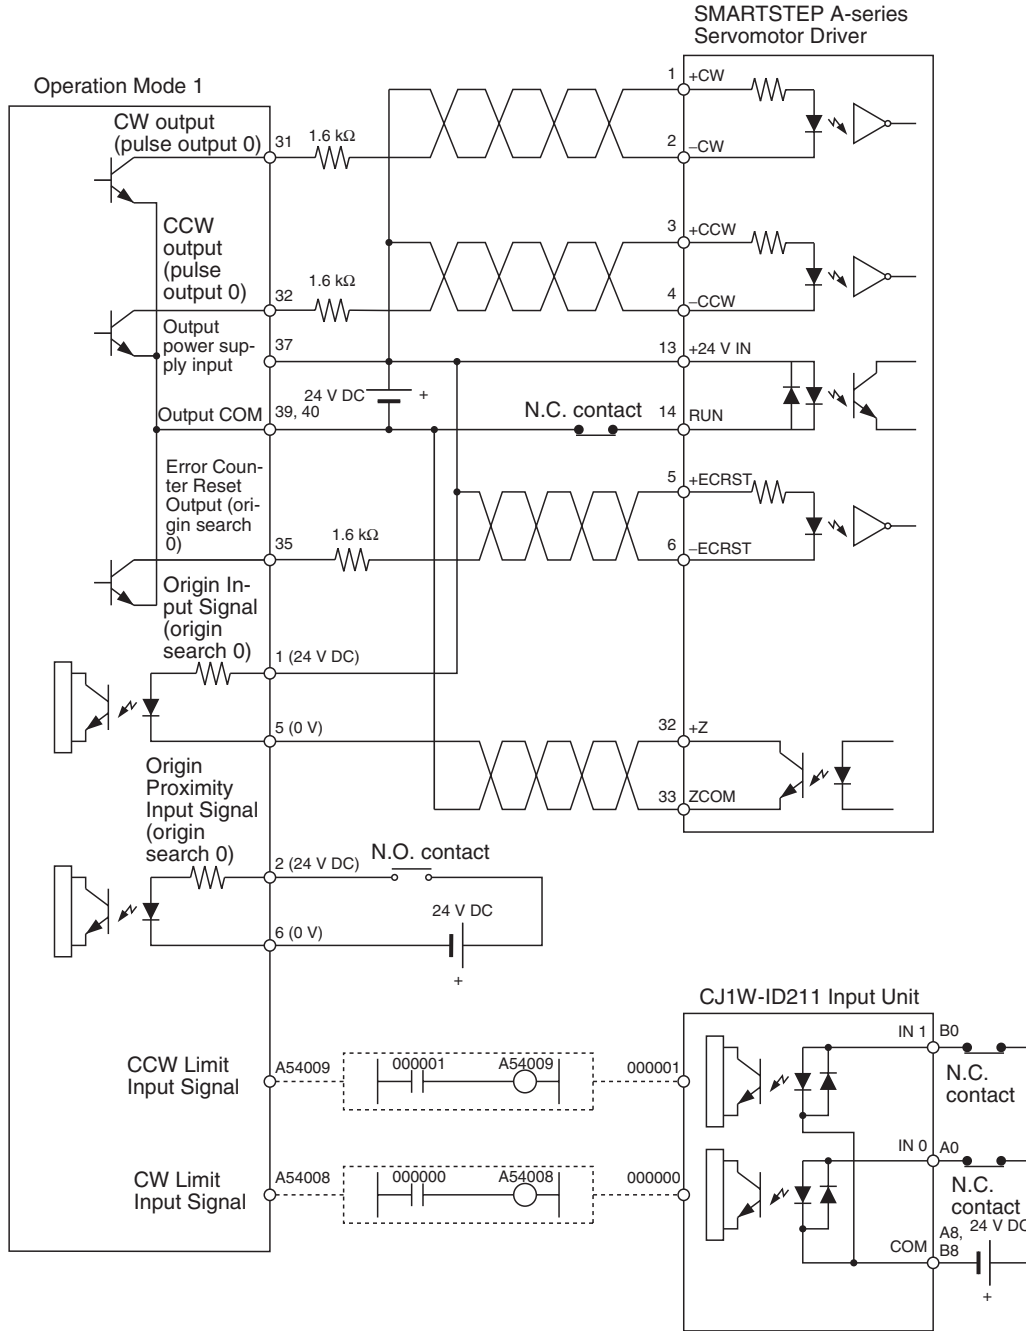 SMARTSTEP A-series
Servomotor Driver
Operation Mode 1
CW output
(pulse output 0)
31
1.6 kΩ
1
+CW
2
–CW
CCW
output
(pulse
output 0)
32
1.6 kΩ
3
+CCW
4
–CCW
Output
power sup-
ply input
37
13
+24 V IN
24 V DC
+
Output COM
39, 40
N.C. contact
14
RUN
Error Coun-
ter Reset
Output (ori-
gin search
0)
35
1.6 kΩ
5
+ECRST
6
–ECRST
Origin In-
put Signal
(origin
search 0)
1 (24 V DC)
5 (0 V)
32
+Z
33
ZCOM
Origin
Proximity
Input Signal
(origin
search 0)
2 (24 V DC)
N.O. contact
24 V DC
6 (0 V)
+
CJ1W-ID211 Input Unit
IN 1
B0
N.C.
contact
CCW Limit
Input Signal
A54009
000001
A54009
000001
IN 0
A0
N.C.
contact
CW Limit
Input Signal
A54008
000000
A54008
000000
24 V DC
COM
A8,
B8
+